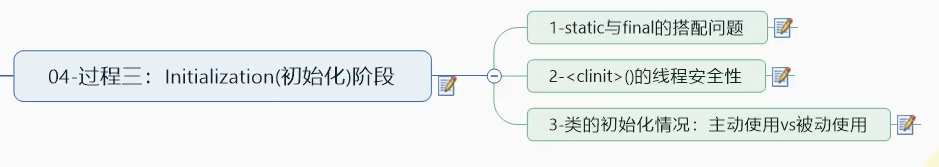 04-过程三：Initialization(初始化)阶段
1-static与final的搭配问题
2-<clinit>()的线程安全性
3-类的初始化情况：主动使用vs被动使用